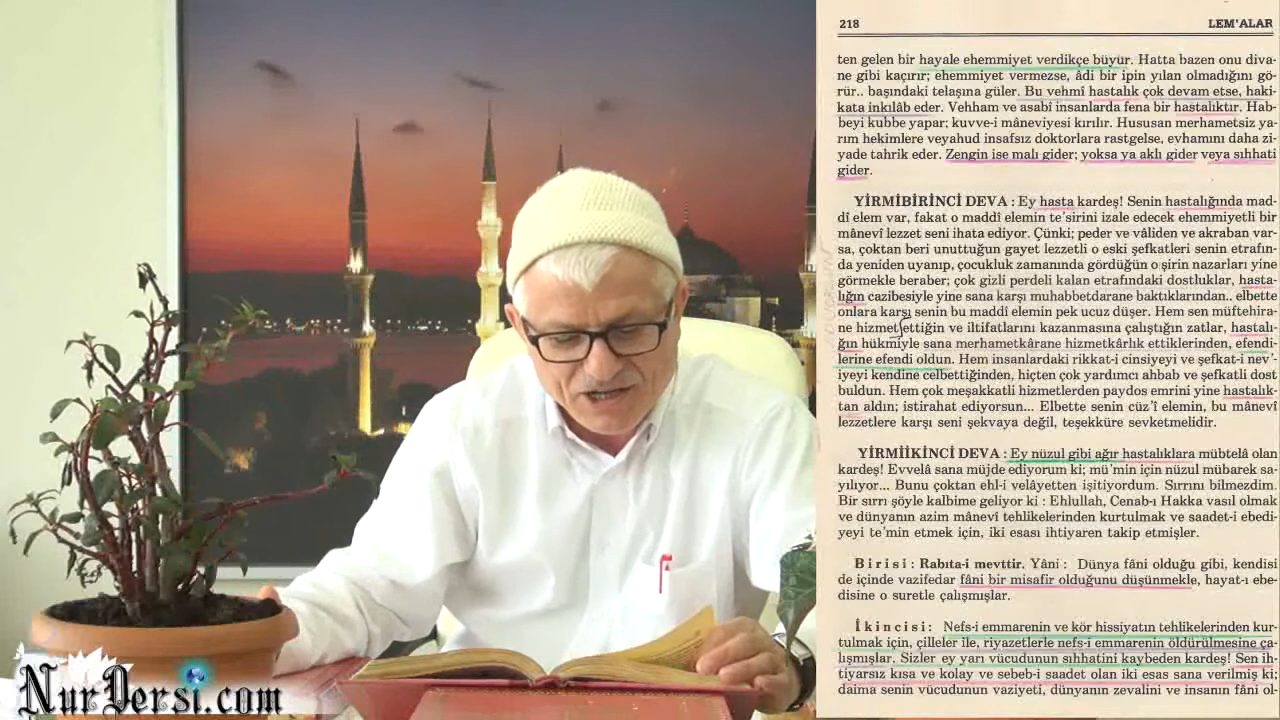 218
LEM'ALAR
ten gelen bir hayale ehemmiyet verdikçe büyür. Hatta bazen onu diva-
ne gibi kaçırır; ehemmiyet vermezse, âdi bir ipin yılan olmadığını gö-
rür.. başındaki telaşına güler. Bu vehmî hastalık çok devam etse, haki-
kata inkılâb eder. Vehham ve asabî insanlarda fena bir hastalıktır. Hab-
beyi kubbe yapar; kuvve-i mâneviyesi kırılır. Hususan merhametsiz ya-
rım hekimlere veyahud insafsız doktorlara rastgelse, evhamını daha zi-
yade tahrik eder. Zengin ise malı gider; yoksa ya aklı gider veya sıhhati
gider.
YİRMİBİRİNCİ DEVA : Ey hasta kardeş! Senin hastalığında mad-
dî elem var, fakat o maddî elemin te'sirini izale edecek ehemmiyetli bir
mânevî lezzet seni ihata ediyor. Çünki; peder ve vâliden ve akraban var-
sa, çoktan beri unuttuğun gayet lezzetli o eski şefkatleri senin etrafın-
da yeniden uyanıp, çocukluk zamanında gördüğün o şirin nazarları yine
görmekle beraber; çok gizli perdeli kalan etrafındaki dostluklar, hasta-
lığın cazibesiyle yine sana karşı muhabbetdarane baktıklarından.. elbette
onlara karşı senin bu maddî elemin pek ucuz düşer. Hem sen müftehira-
ne hizmet ettiğin ve iltifatlarını kazanmasına çalıştığın zatlar, hastalı-
ğın hükmiyle sana merhametkârane hizmetkârlık ettiklerinden, efendi-
lerine efendi oldun. Hem insanlardaki rikkat-i cinsiyeyi ve şefkat-i nev'
iyeyi kendine celbettiğinden, hiçten çok yardımcı ahbab ve şefkatli dost
buldun. Hem çok meşakkatli hizmetlerden paydos emrini yine hastalık-
tan aldın; istirahat ediyorsun... Elbette senin cüz'î elemin, bu mânevî
lezzetlere karşı seni şekvaya değil, teşekküre sevketmelidir.
YİRMİİKİNCİ DEVA : Ey nüzul gibi ağır hastalıklara mübtelâ olan
kardeş! Evvelâ sana müjde ediyorum ki; mü'min için nüzul mübarek sa-
yılıyor... Bunu çoktan ehl-i velâyetten işitiyordum. Sırrını bilmezdim.
Bir sırrı şöyle kalbime geliyor ki : Ehlullah, Cenab-ı Hakka vasıl olmak
ve dünyanın azim mânevî tehlikelerinden kurtulmak ve saadet-i ebedi-
yeyi te'min etmek için, iki esası ihtiyaren takip etmişler.
Birisi: Rabıta-i mevttir. Yâni : Dünya fâni olduğu gibi, kendisi
de içinde vazifedar fâni bir misafir olduğunu düşünmekle, hayat-ı ebe-
disine o suretle çalışmışlar.
İkincisi: Nefs-i emmarenin ve kör hissiyatın tehlikelerinden kur-
tulmak için, çilleler ile, riyazetlerle nefs-i emmarenin öldürülmesine ça-
lışmışlar. Sizler ey yarı vücudunun sıhhatini kaybeden kardeş! Sen ih-
tiyarsız kısa ve kolay ve sebeb-i saadet olan iki esas sana verilmiş ki;
daima senin vücudunun vaziyeti, dünyanın zevalini ve insanın fâni ol-
NurDersi.com